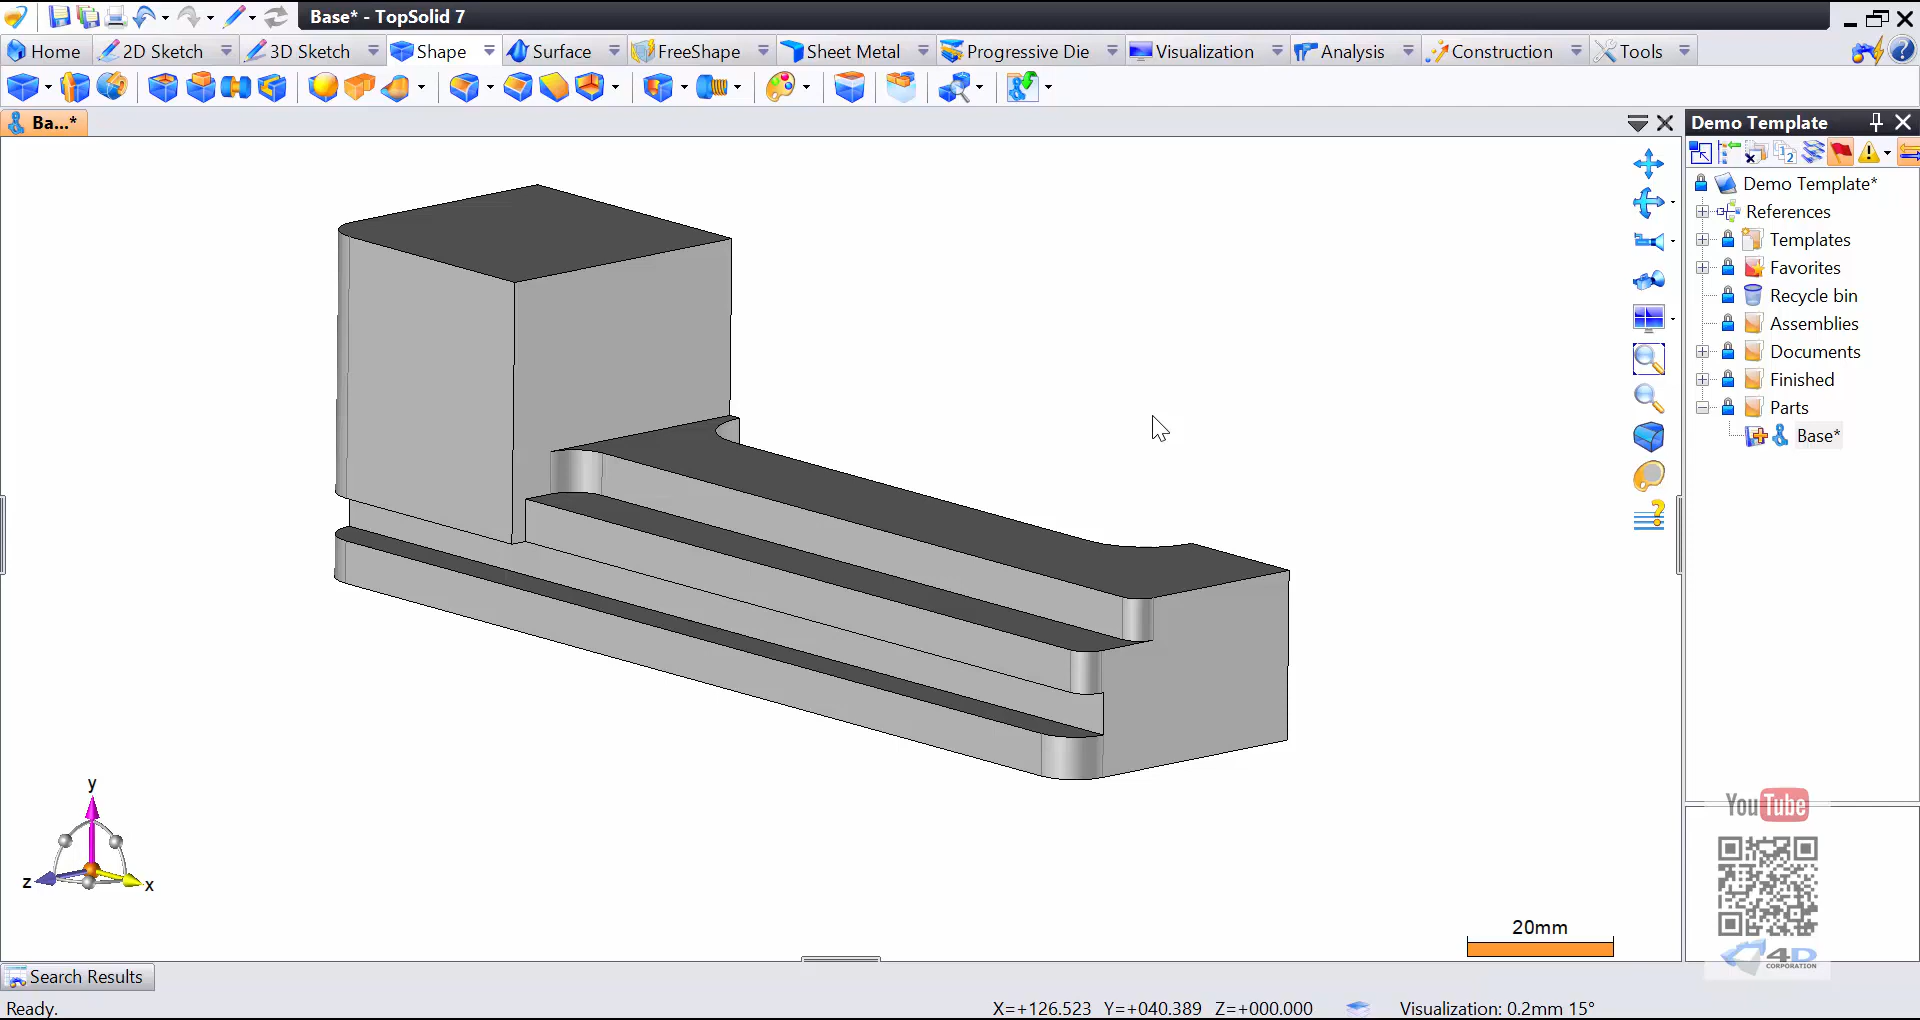 Base* - TopSolid 7
Home 2D Sketch 3D Sketch Shape Surface FreeShape Sheet Metal Progressive Die Visualization Analysis Construction Tools
Ba...*
Demo Template
Demo Template*
References
Templates
Favorites
Recycle bin
Assemblies
Documents
Finished
Parts
Base*
y
z
x
20mm
YouTube
4D
CORPORATION
Search Results
Ready.
X=+126.523 Y=+040.389 Z=+000.000 Visualization: 0.2mm 15°